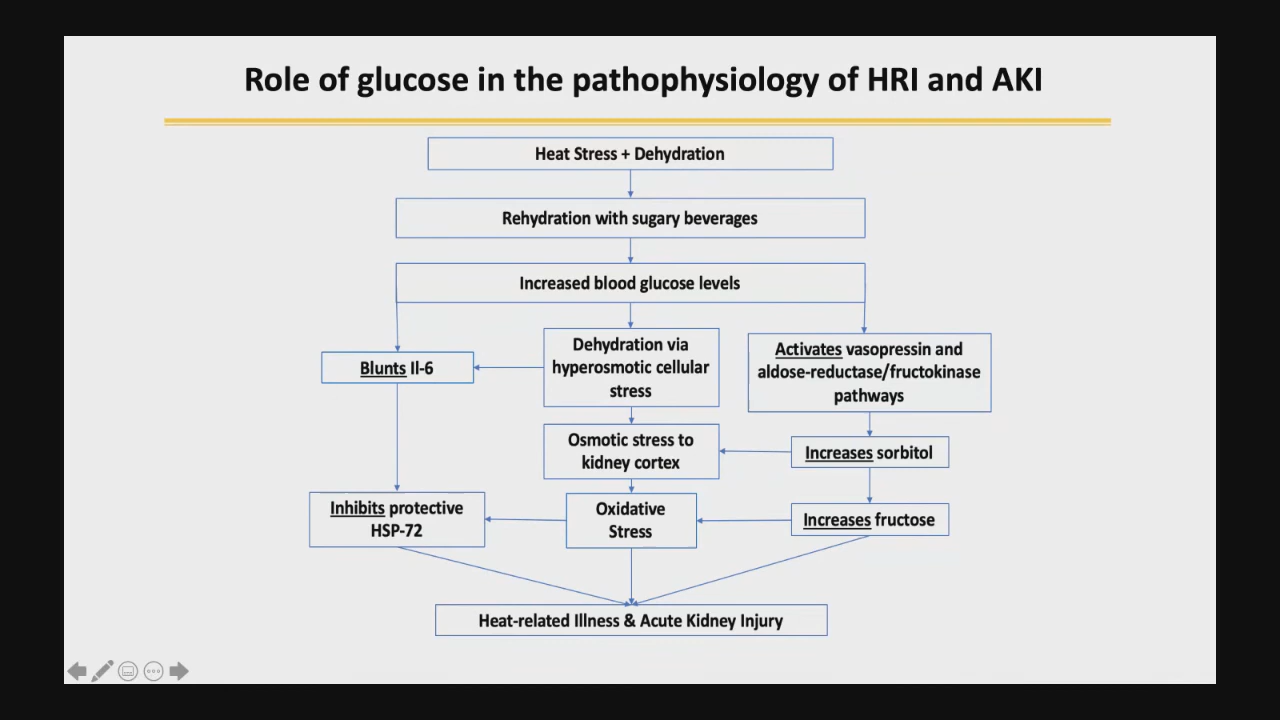 Role of glucose in the pathophysiology of HRI and AKI
Heat Stress + Dehydration
Rehydration with sugary beverages
Increased blood glucose levels
Blunts Il-6
Dehydration via
hyperosmotic cellular
stress
Activates vasopressin and
aldose-reductase/fructokinase
pathways
Osmotic stress to
kidney cortex
Increases sorbitol
Inhibits protective
HSP-72
Oxidative
Stress
Increases fructose
Heat-related Illness & Acute Kidney Injury